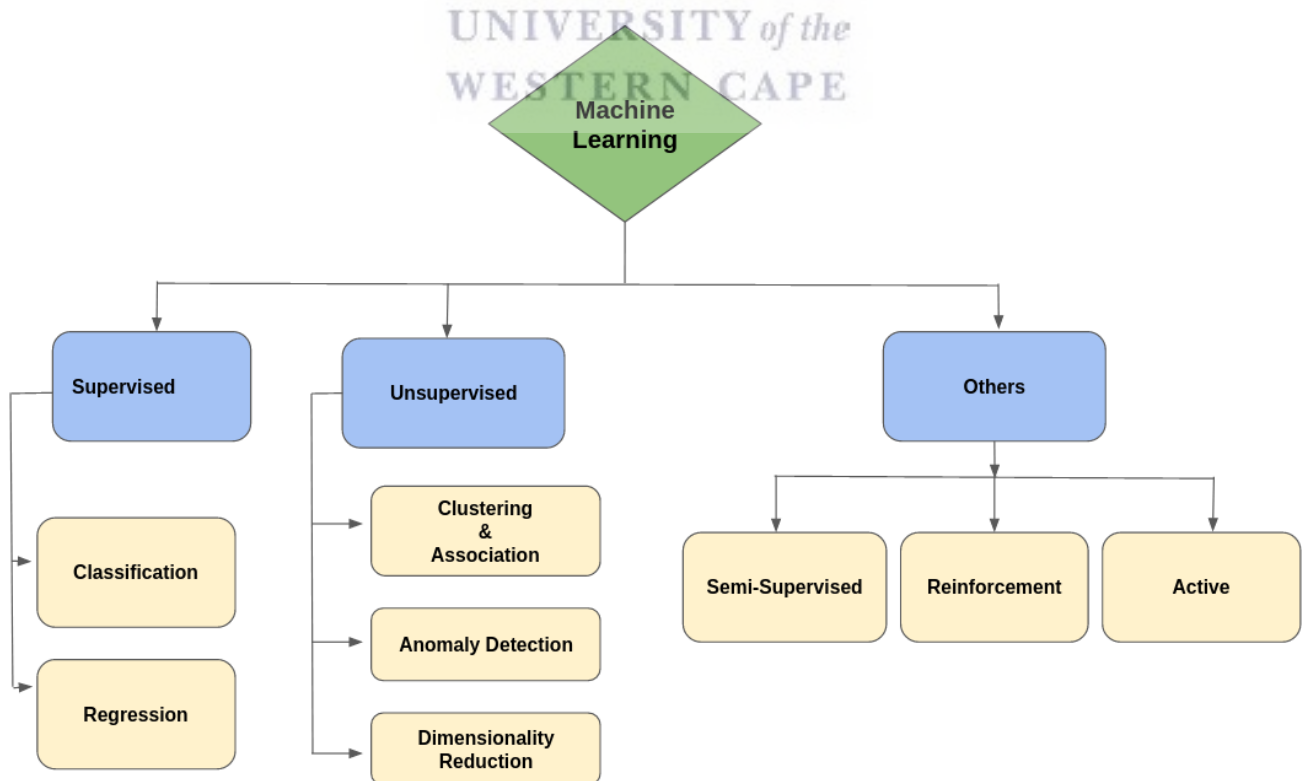 UNIVERSITY of the
WESTERN CAPE
Machine
Learning
Supervised
Unsupervised
Others
Clustering
&
Association
Classification
Semi-Supervised
Reinforcement
Active
Anomaly Detection
Regression
Dimensionality
Reduction